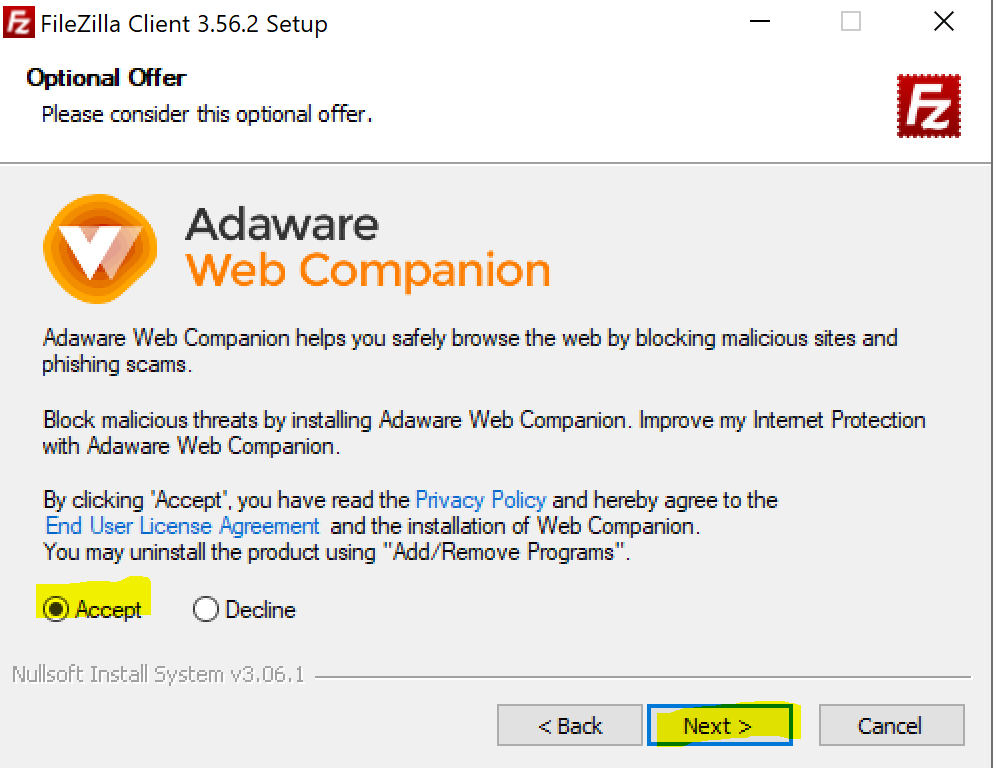 FileZilla Client 3.56.2 Setup
Optional Offer
Please consider this optional offer.
Adaware
Web Companion
Adaware Web Companion helps you safely browse the web by blocking malicious sites and
phishing scams.
Block malicious threats by installing Adaware Web Companion. Improve my Internet Protection
with Adaware Web Companion.
By clicking 'Accept', you have read the Privacy Policy and hereby agree to the
End User License Agreement and the installation of Web Companion.
You may uninstall the product using "Add/Remove Programs".
Accept Decline
Nullsoft Install System v3.06.1
< Back Next > Cancel